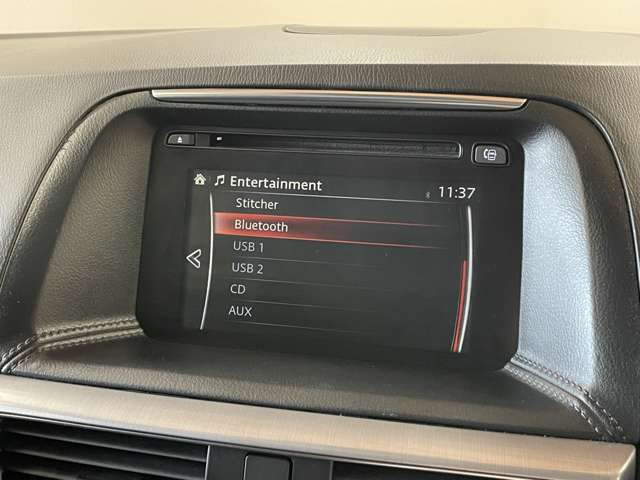 Entertainment
11:37
Stitcher
Bluetooth
USB 1
USB 2
CD
AUX